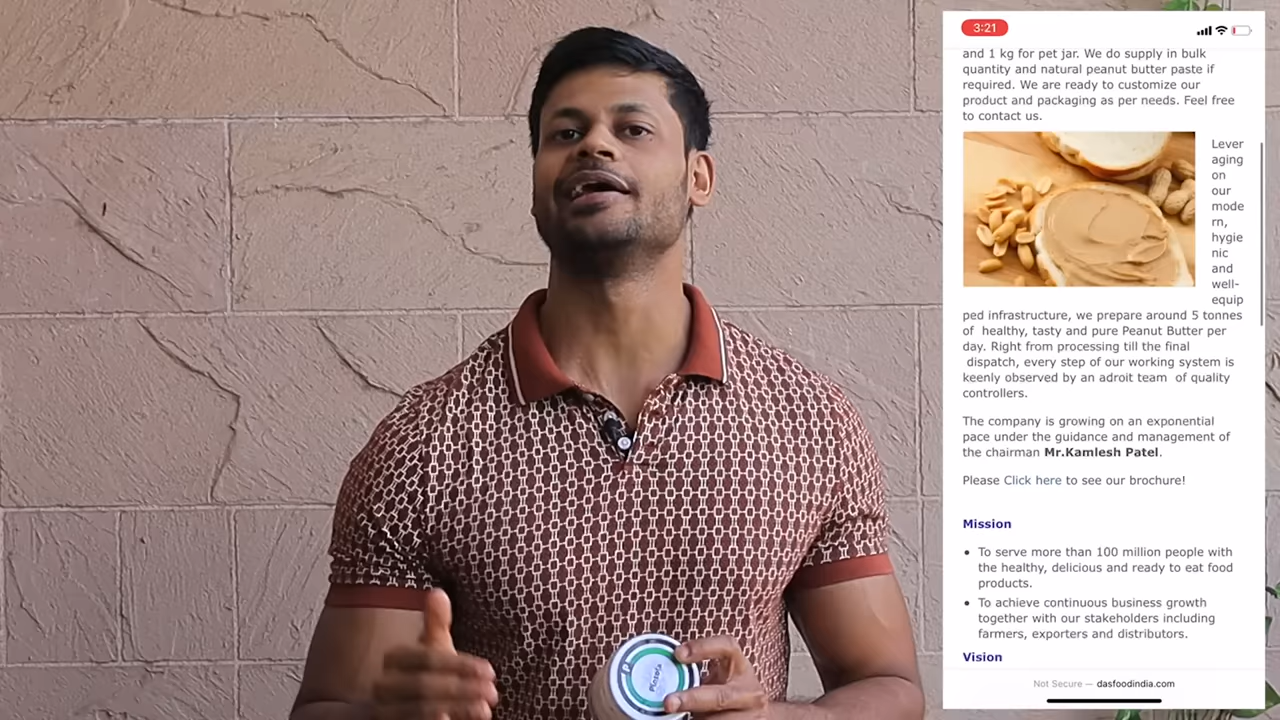 3:21
and 1 kg for pet jar. We do supply in bulk
quantity and natural peanut butter paste if
required. We are ready to customize our
product and packaging as per needs. Feel free
to contact us.
Lever
aging
on
our
mode
rn,
hygie
nic
and
well-
equip
ped infrastructure, we prepare around 5 tonnes
of healthy, tasty and pure Peanut Butter per
day. Right from processing till the final
dispatch, every step of our working system is
keenly observed by an adroit team of quality
controllers.
The company is growing on an exponential
pace under the guidance and management of
the chairman Mr.Kamlesh Patel.
Please Click here to see our brochure!
Mission
• To serve more than 100 million people with
the healthy, delicious and ready to eat food
products.
• To achieve continuous business growth
together with our stakeholders including
farmers, exporters and distributors.
Vision
Not Secure — dasfoodindia.com